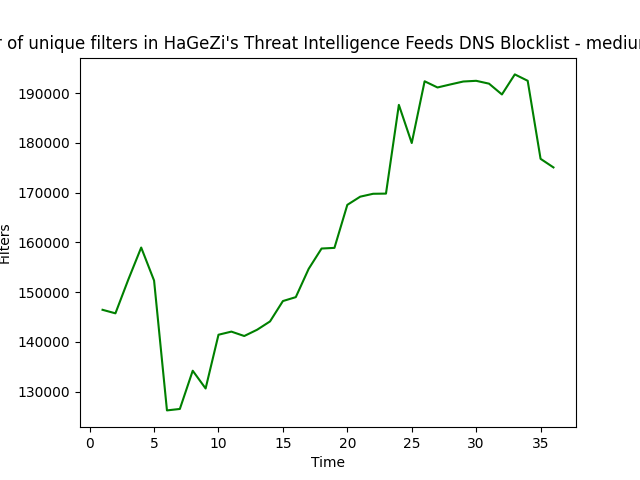 r of unique filters in HaGeZi's Threat Intelligence Feeds DNS Blocklist - mediu
190000
180000
170000
160000
150000
140000
130000
Filters
0 5 10 15 20 25 30 35
Time